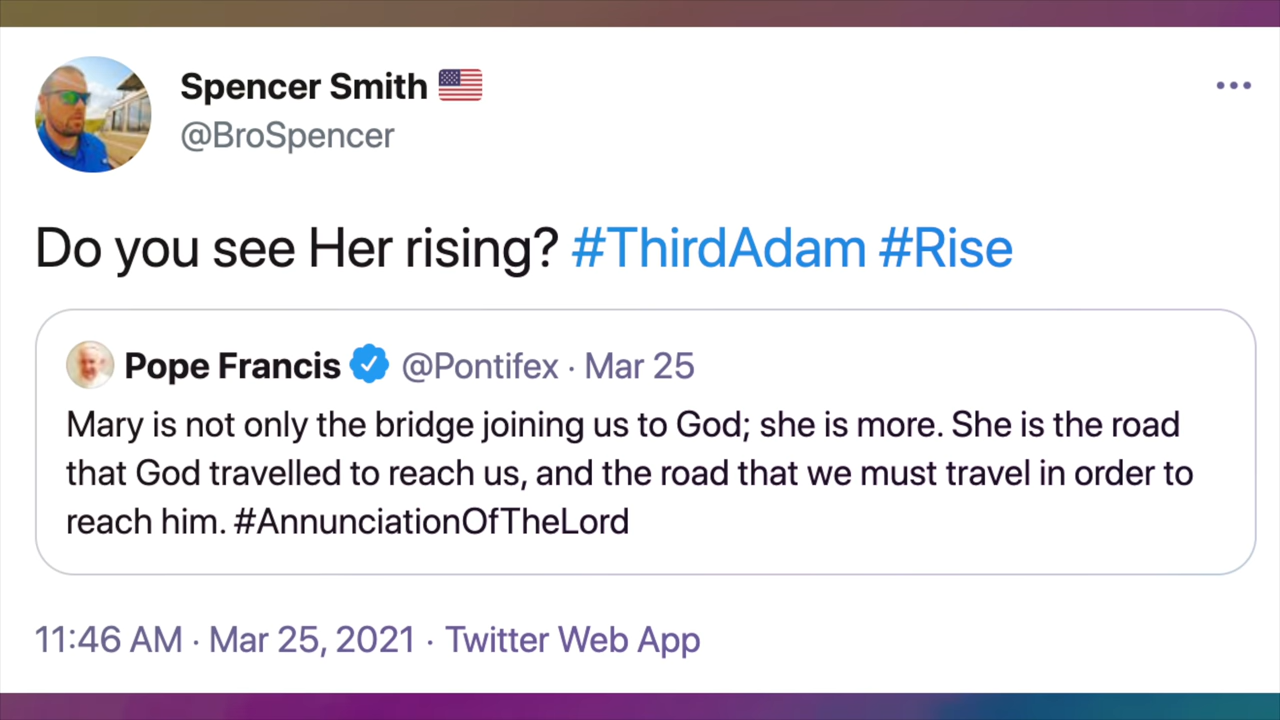 Spencer Smith 🇺🇸
@BroSpencer
Do you see Her rising? #ThirdAdam #Rise
Pope Francis @Pontifex · Mar 25
Mary is not only the bridge joining us to God; she is more. She is the road
that God travelled to reach us, and the road that we must travel in order to
reach him. #AnnunciationOfTheLord
11:46 AM · Mar 25, 2021 · Twitter Web App